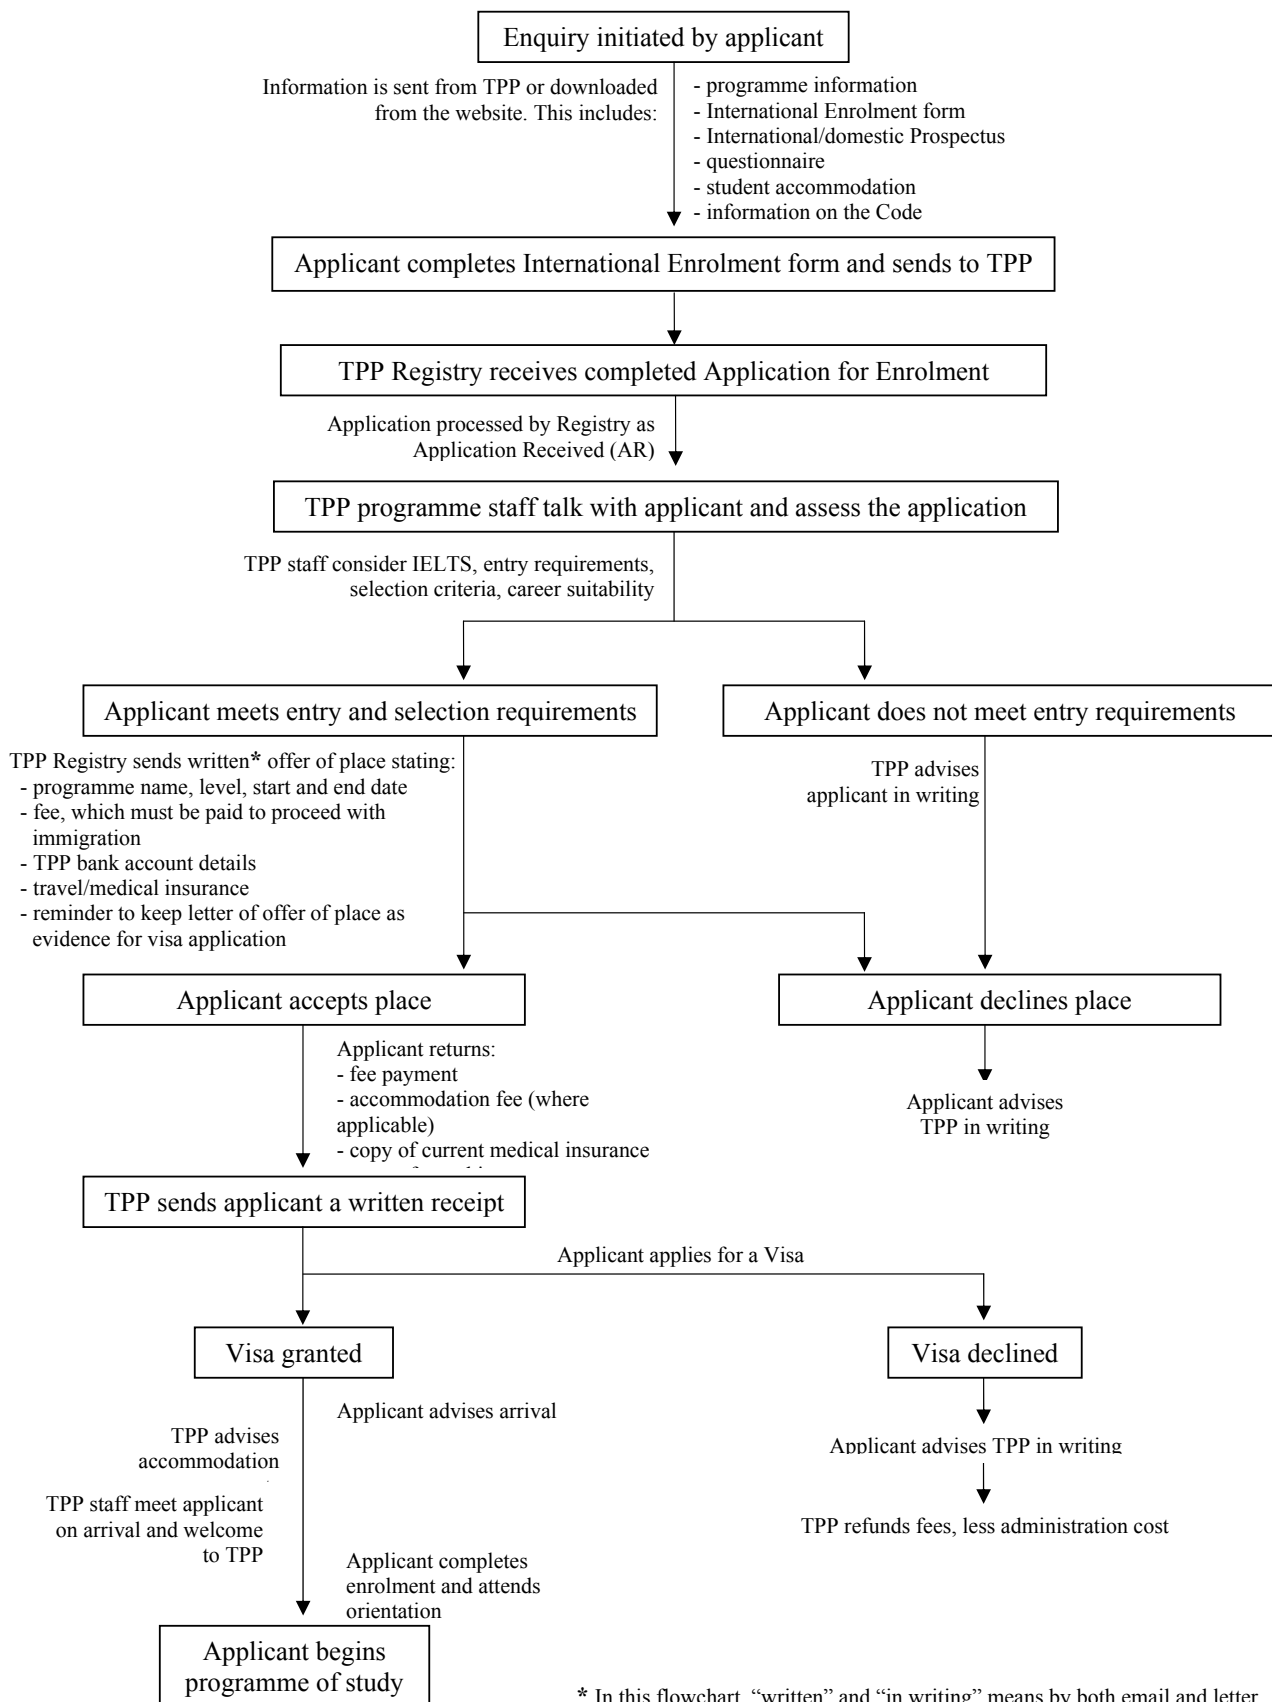 Enquiry initiated by applicant
Information is sent from TPP or downloaded
from the website. This includes:
- programme information
- International Enrolment form
- International/domestic Prospectus
- questionnaire
- student accommodation
- information on the Code
Applicant completes International Enrolment form and sends to TPP
TPP Registry receives completed Application for Enrolment
Application processed by Registry as
Application Received (AR)
TPP programme staff talk with applicant and assess the application
TPP staff consider IELTS, entry requirements,
selection criteria, career suitability
Applicant meets entry and selection requirements
Applicant does not meet entry requirements
TPP Registry sends written* offer of place stating:
- programme name, level, start and end date
- fee, which must be paid to proceed with
immigration
- TPP bank account details
- travel/medical insurance
- reminder to keep letter of offer of place as
evidence for visa application
TPP advises
applicant in writing
Applicant accepts place
Applicant declines place
Applicant returns:
- fee payment
- accommodation fee (where
applicable)
- copy of current medical insurance
Applicant advises
TPP in writing
TPP sends applicant a written receipt
Applicant applies for a Visa
Visa granted
Visa declined
Applicant advises arrival
TPP advises
accommodation
Applicant advises TPP in writing
TPP staff meet applicant
on arrival and welcome
to TPP
TPP refunds fees, less administration cost
Applicant completes
enrolment and attends
orientation
Applicant begins
programme of study
* In this flowchart, “written” and “in writing” means by both email and letter